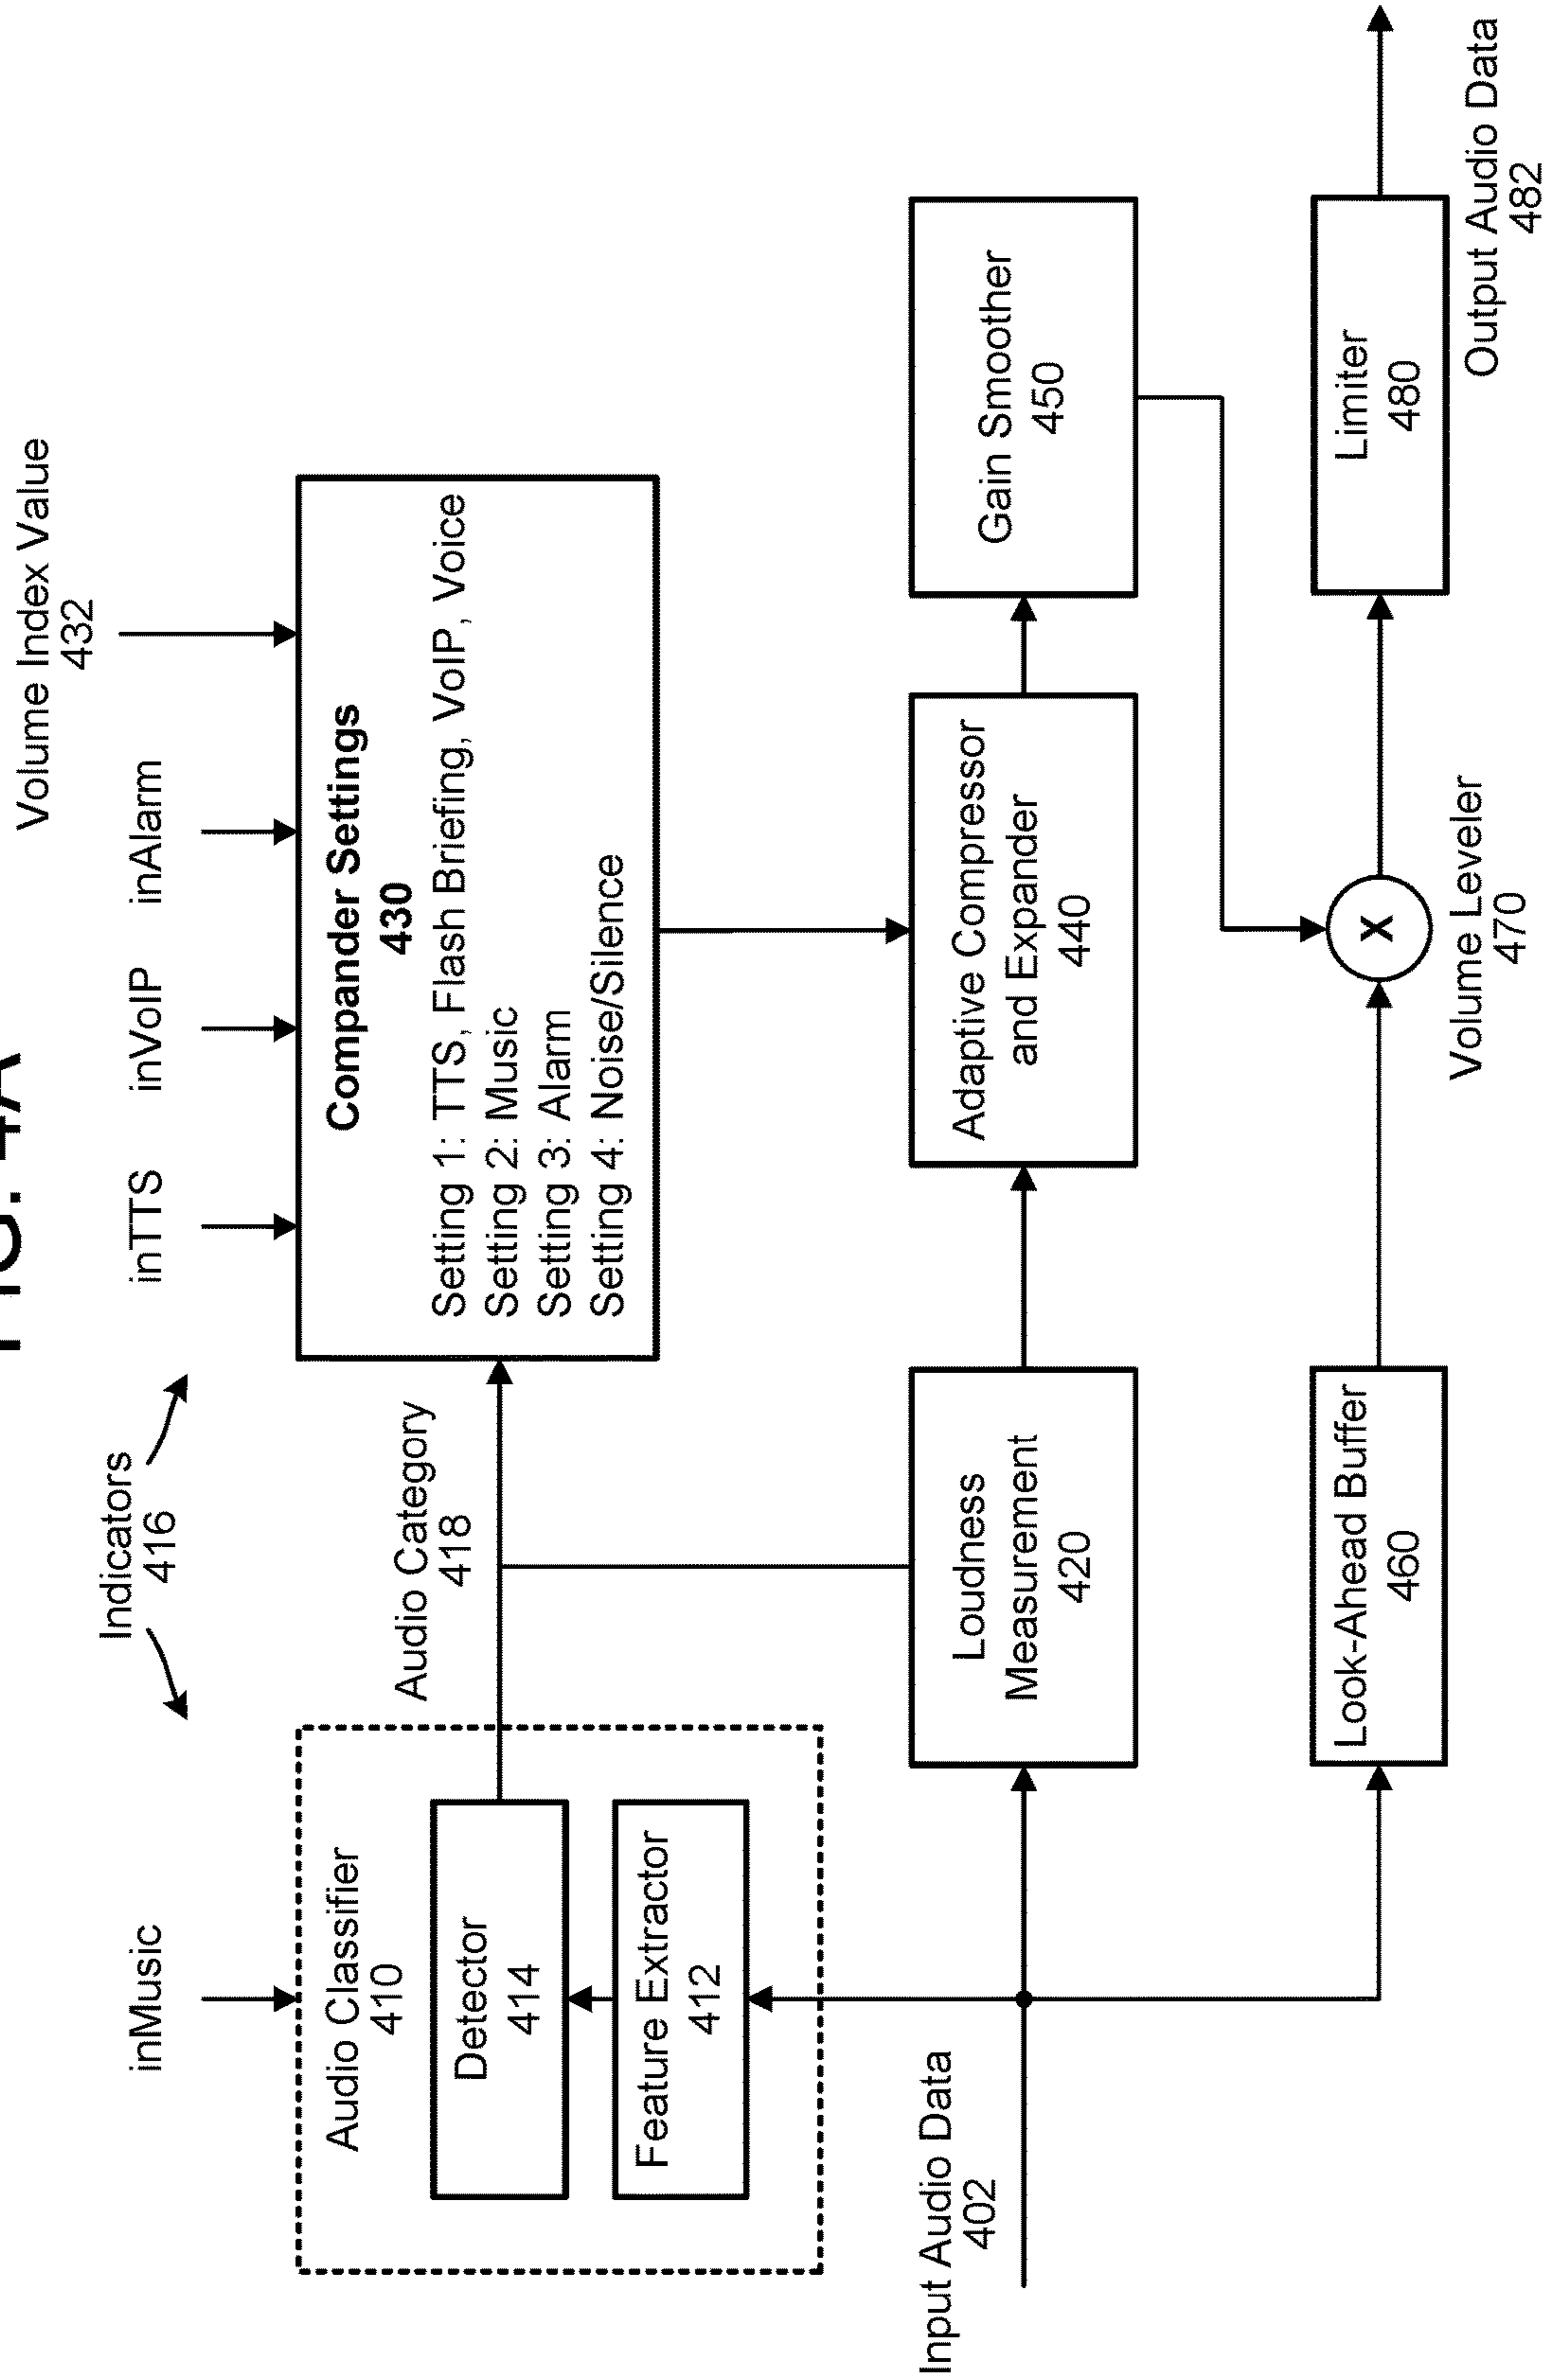 FIG. 4A
Indicators
416
Volume Index Value
432
inMusic
inTTS
inVoIP
inAlarm
Audio Classifier
410
Detector
414
Feature Extractor
412
Audio Category
418
Compander Settings
430
Setting 1: TTS, Flash Briefing, VoIP, Voice
Setting 2: Music
Setting 3: Alarm
Setting 4: Noise/Silence
Input Audio Data
402
Loudness
Measurement
420
Adaptive Compressor
and Expander
440
Gain Smoother
450
Look-Ahead Buffer
460
X
Volume Leveler
470
Limiter
480
Output Audio Data
482